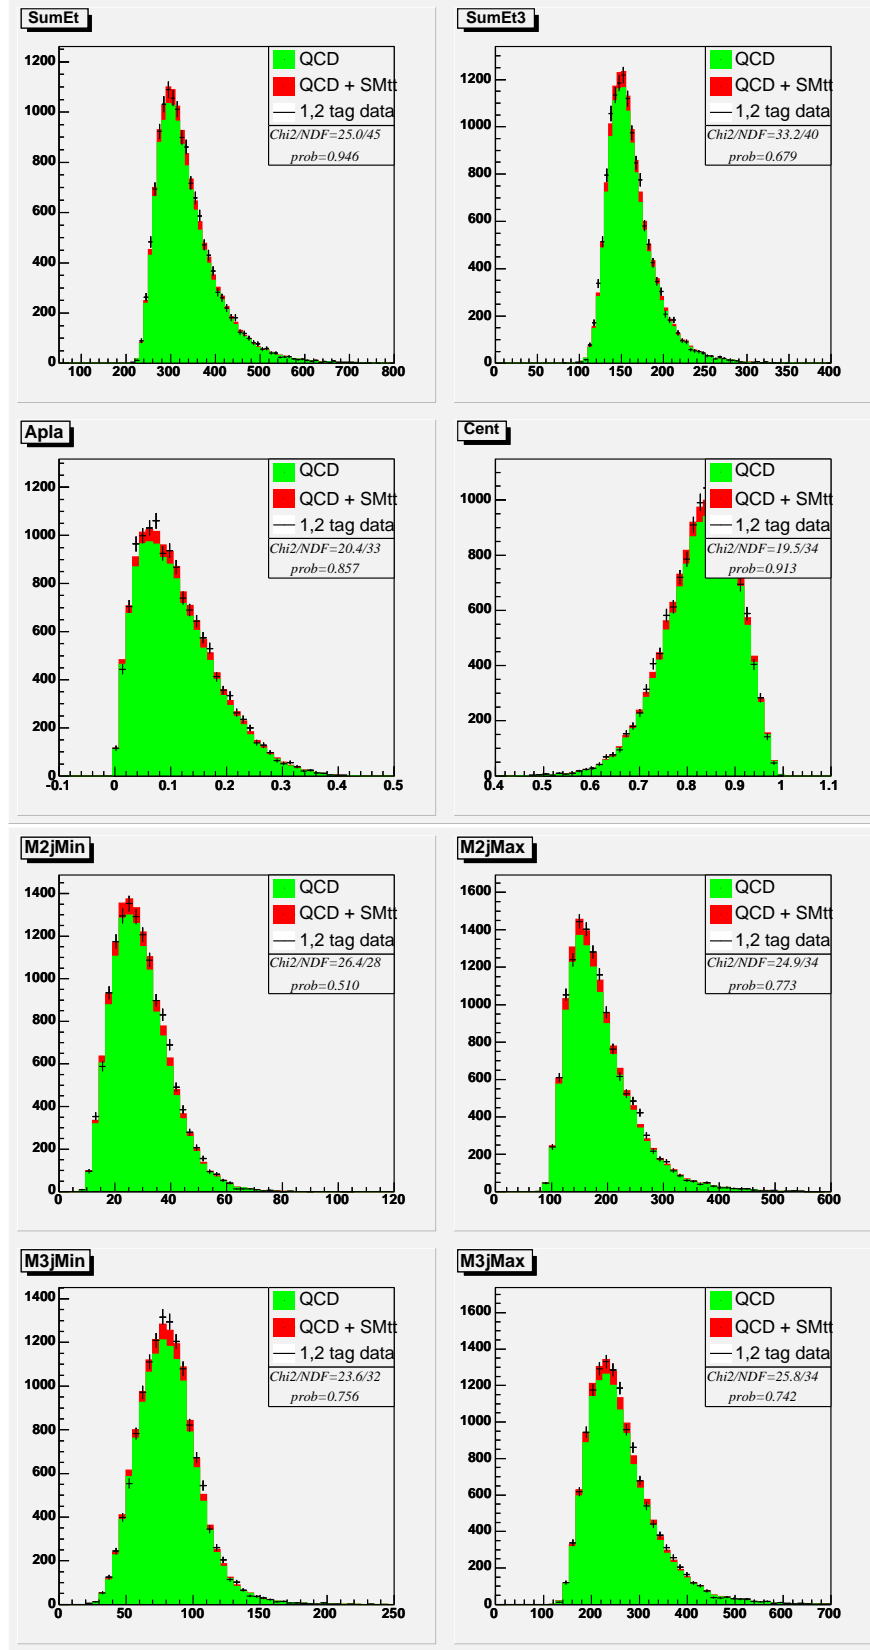 SumEt
1200
1000
800
600
400
200
0
100 200 300 400 500 600 700 800
QCD
QCD + SMtt
1,2 tag data
Chi2/NDF=25.0/45
prob=0.946
SumEt3
1200
1000
800
600
400
200
0
0 50 100 150 200 250 300 350 400
QCD
QCD + SMtt
1,2 tag data
Chi2/NDF=33.2/40
prob=0.679
Apla
1200
1000
800
600
400
200
0
-0.1 0 0.1 0.2 0.3 0.4 0.5
QCD
QCD + SMtt
1,2 tag data
Chi2/NDF=20.4/33
prob=0.857
Cent
1000
800
600
400
200
0
0.4 0.5 0.6 0.7 0.8 0.9 1 1.1
QCD
QCD + SMtt
1,2 tag data
Chi2/NDF=19.5/34
prob=0.913
M2jMin
1400
1200
1000
800
600
400
200
0
0 20 40 60 80 100 120
QCD
QCD + SMtt
1,2 tag data
Chi2/NDF=26.4/28
prob=0.510
M2jMax
1600
1400
1200
1000
800
600
400
200
0
0 100 200 300 400 500 600
QCD
QCD + SMtt
1,2 tag data
Chi2/NDF=24.9/34
prob=0.773
M3jMin
1400
1200
1000
800
600
400
200
0
0 50 100 150 200 250
QCD
QCD + SMtt
1,2 tag data
Chi2/NDF=23.6/32
prob=0.756
M3jMax
1600
1400
1200
1000
800
600
400
200
0
0 100 200 300 400 500 600 700
QCD
QCD + SMtt
1,2 tag data
Chi2/NDF=25.8/34
prob=0.742